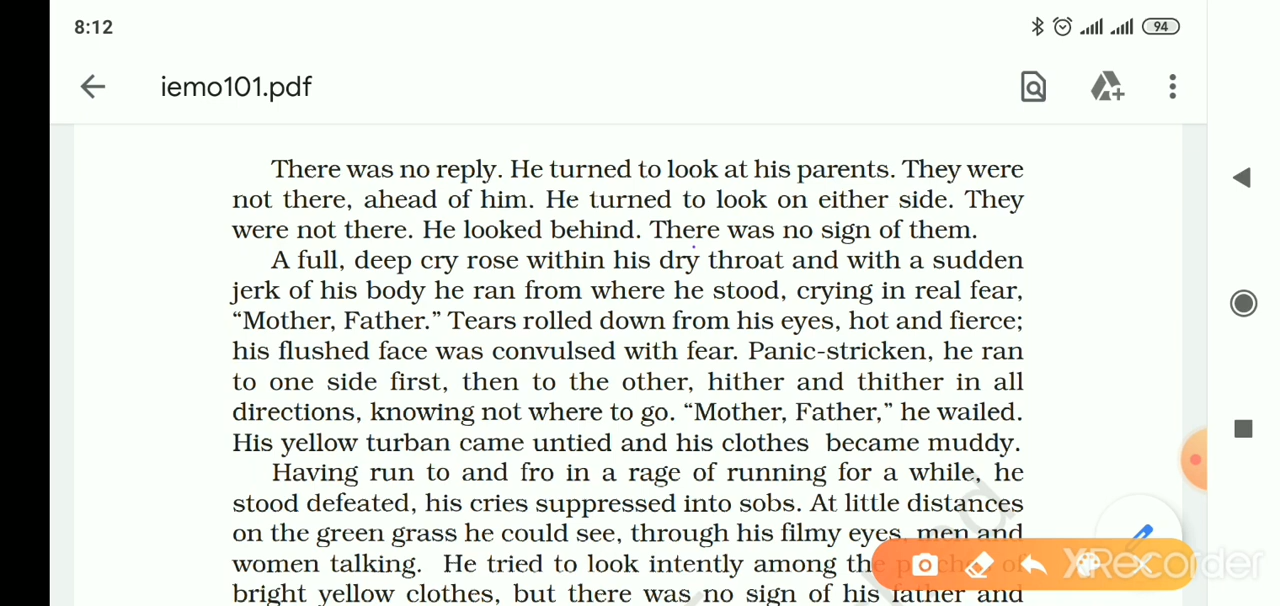 8:12
94
iemo101.pdf
There was no reply. He turned to look at his parents. They were
not there, ahead of him. He turned to look on either side. They
were not there. He looked behind. There was no sign of them.
A full, deep cry rose within his dry throat and with a sudden
jerk of his body he ran from where he stood, crying in real fear,
“Mother, Father.” Tears rolled down from his eyes, hot and fierce;
his flushed face was convulsed with fear. Panic-stricken, he ran
to one side first, then to the other, hither and thither in all
directions, knowing not where to go. “Mother, Father,” he wailed.
His yellow turban came untied and his clothes became muddy.
Having run to and fro in a rage of running for a while, he
stood defeated, his cries suppressed into sobs. At little distances
on the green grass he could see, through his filmy eyes, men and
women talking. He tried to look intently among the patches of
bright yellow clothes, but there was no sign of his father and
XRecorder